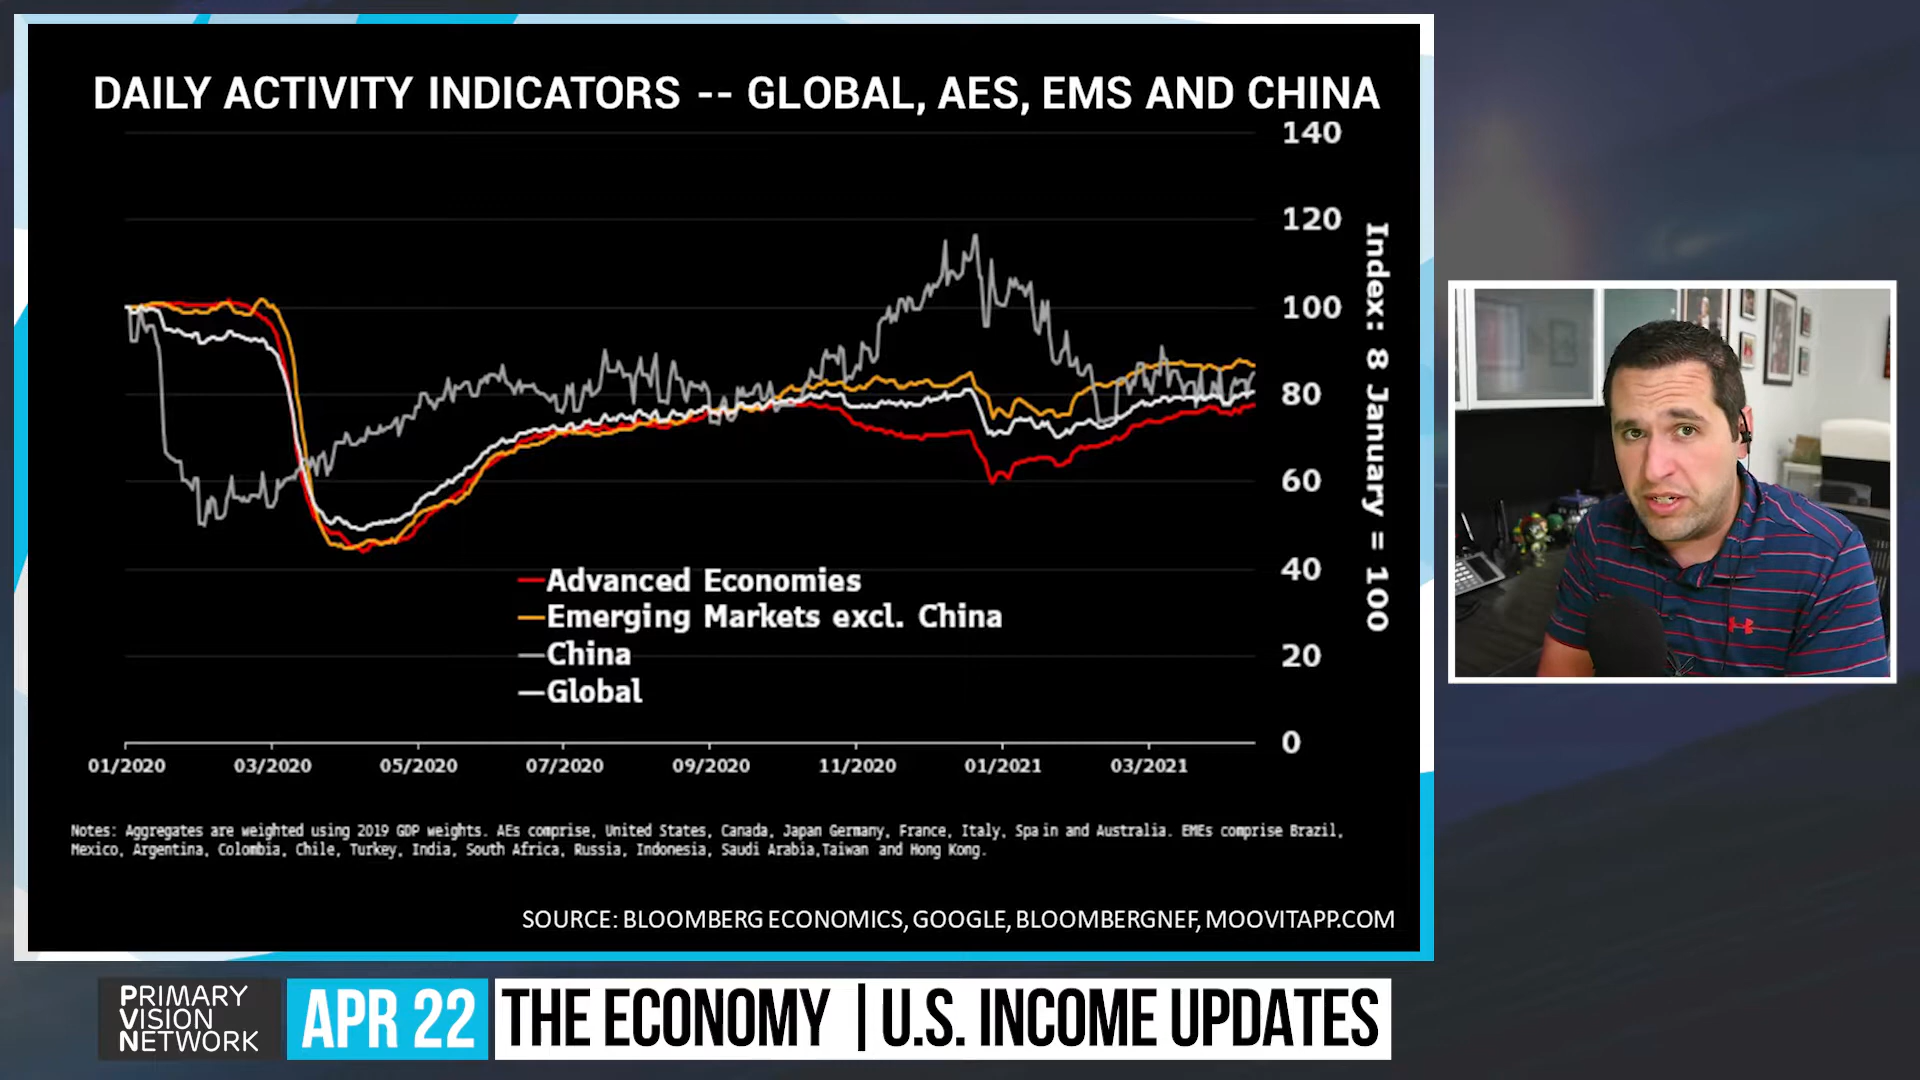 DAILY ACTIVITY INDICATORS -- GLOBAL, AES, EMS AND CHINA
140
120
100
80
60
40
20
0
Index: 8 January = 100
Advanced Economies
Emerging Markets excl. China
China
Global
01/2020
03/2020
05/2020
07/2020
09/2020
11/2020
01/2021
03/2021
Notes: Aggregates are weighted using 2019 GDP weights. AEs comprise, United States, Canada, Japan Germany, France, Italy, Spain and Australia. EMEs comprise Brazil,
Mexico, Argentina, Colombia, Chile, Turkey, India, South Africa, Russia, Indonesia, Saudi Arabia,Taiwan and Hong Kong.
SOURCE: BLOOMBERG ECONOMICS, GOOGLE, BLOOMBERGNEF, MOOVITAPP.COM
PRIMARY
VISION
NETWORK
APR 22
THE ECONOMY | U.S. INCOME UPDATES